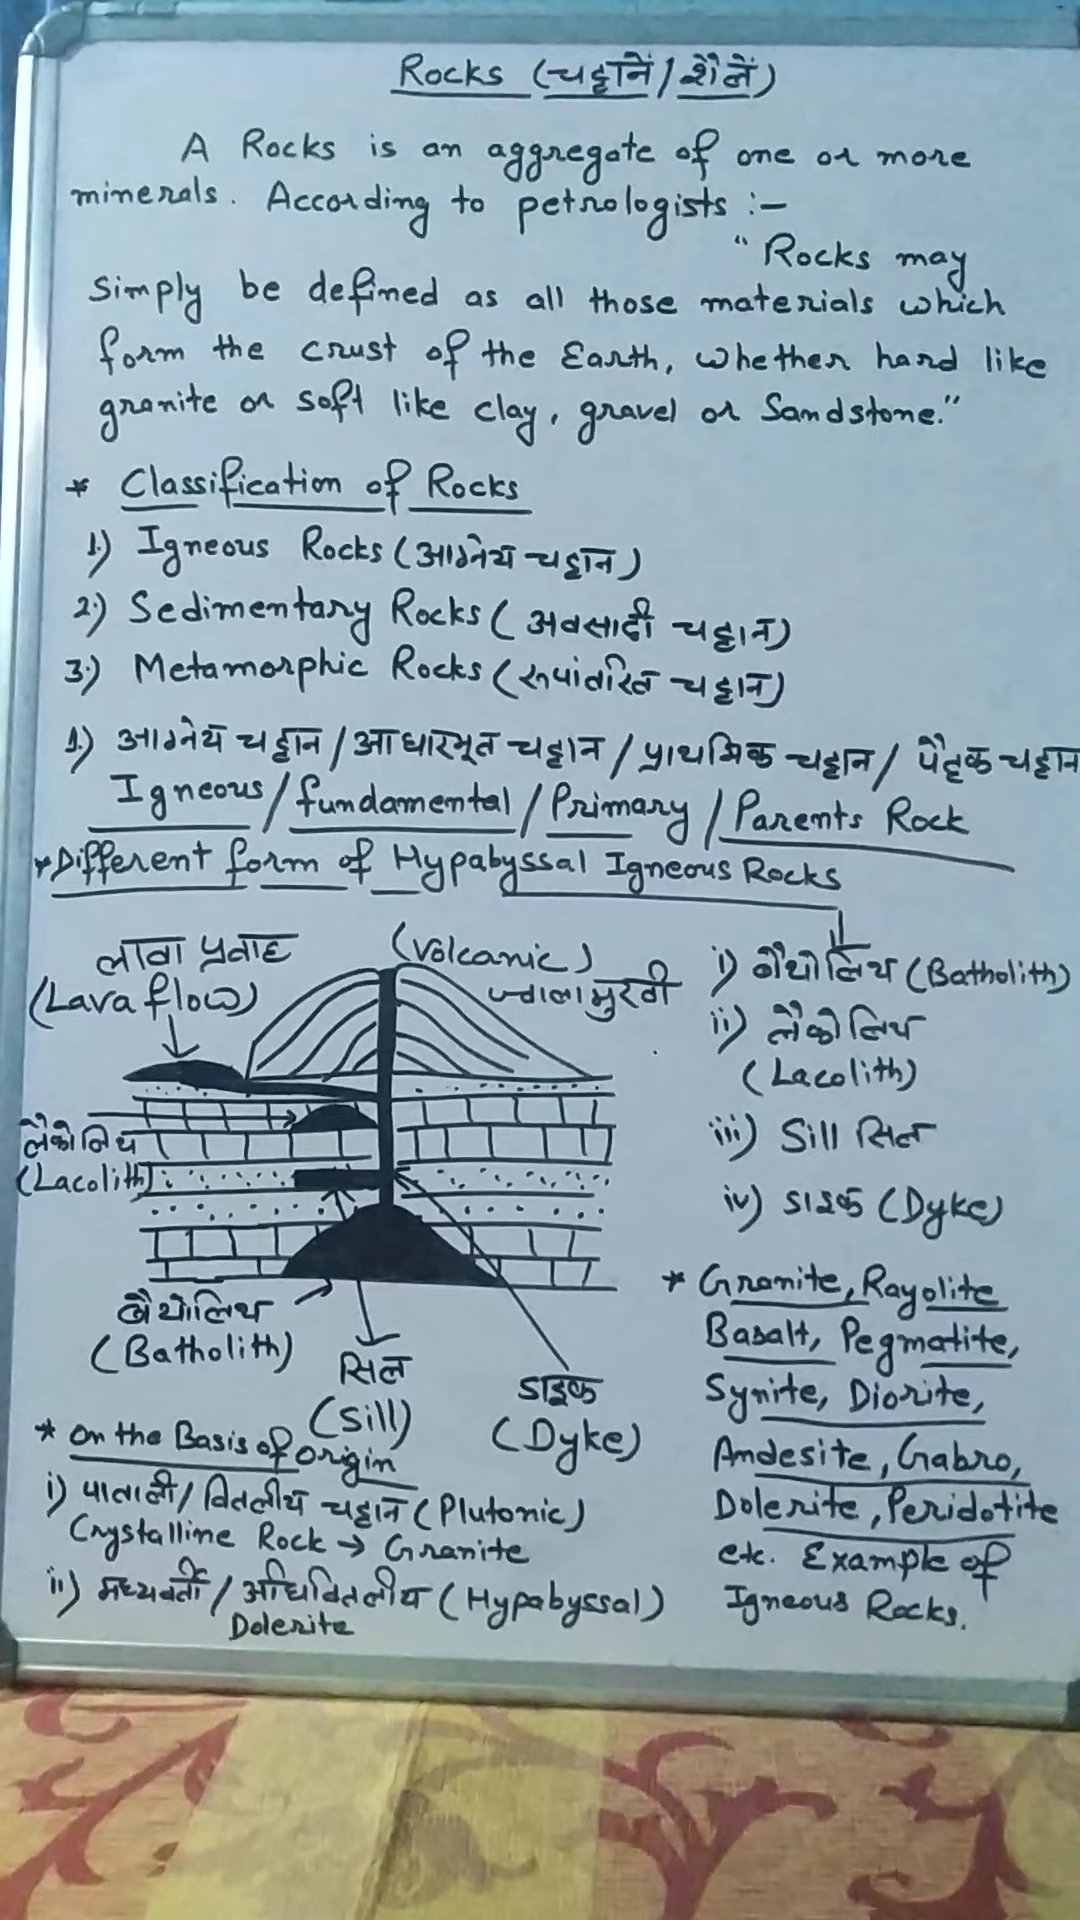 Rocks (चट्टानें/शैलें)
A Rocks is an aggregate of one or more
minerals. According to petrologists :-
"Rocks may
Simply be defined as all those materials which
form the crust of the Earth, whether hard like
granite or soft like clay, gravel or Sandstone."
* Classification of Rocks
1.) Igneous Rocks (आग्नेय चट्टान)
2.) Sedimentary Rocks (अवसादी चट्टान)
3.) Metamorphic Rocks (रूपांतरित चट्टान)
1.) आग्नेय चट्टान/आधारभूत चट्टान/प्राथमिक चट्टान/ पैतृक चट्टान
Igneous/fundamental/Primary/Parents Rock
* Different form of Hypabyssal Igneous Rocks
लावा प्रवाह
(Lava flow)
(Volcanic)
ज्वालामुखी
लैकोलिथ
(Lacolith)
बैथोलिथ
(Batholith)
सिल
(Sill)
डाइक
(Dyke)
i) बैथोलिथ (Batholith)
ii) लैकोलिथ
(Lacolith)
iii) Sill सिल
iv) डाइक (Dyke)
* Granite, Rayolite
Basalt, Pegmatite,
Synite, Diorite,
Andesite, Gabro,
Dolerite, Peridotite
etc. Example of
Igneous Rocks.
* On the Basis of origin
i) पाताली/वितलीय चट्टान (Plutonic)
Crystalline Rock → Granite
ii) मध्यवर्ती/अधिवितलीय (Hypabyssal)
Dolerite